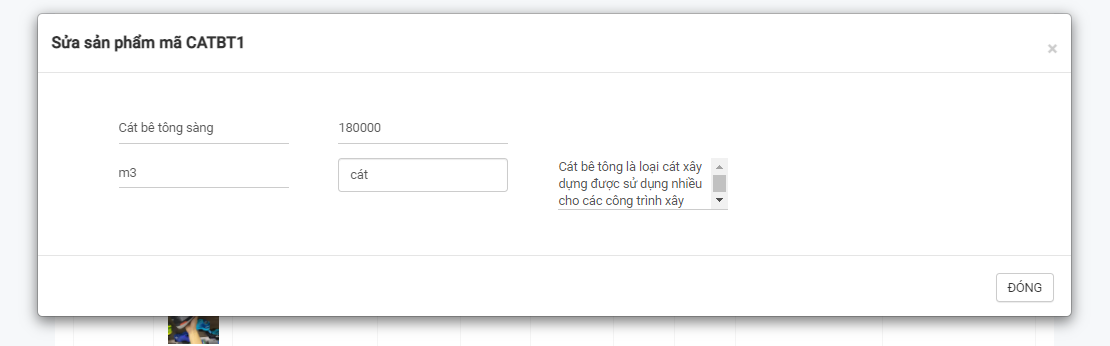 Sửa sản phẩm mã CATBT1
×
Cát bê tông sàng
180000
m3
cát
Cát bê tông là loại cát xây
dựng được sử dụng nhiều
cho các công trình xây
ĐÓNG